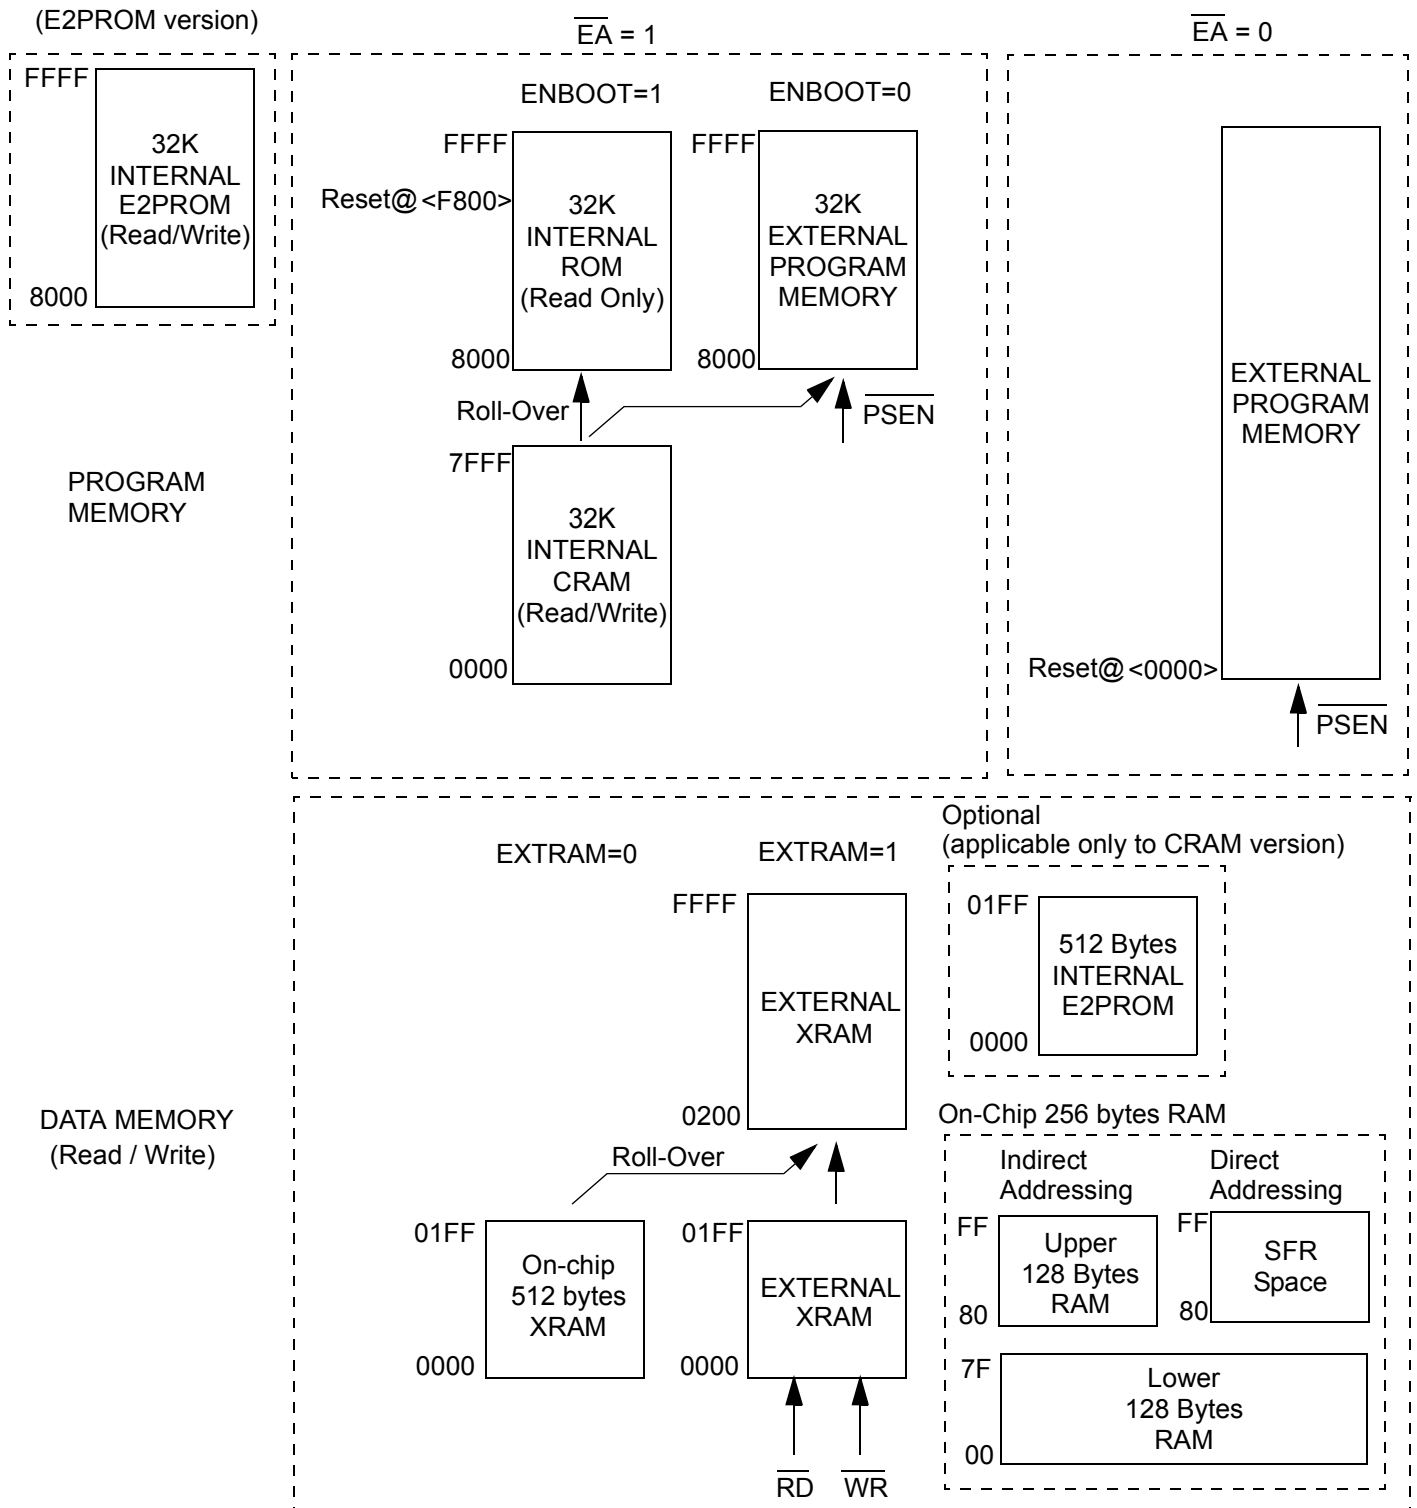 (E2PROM version)
EA = 1
EA = 0
FFFF
32K
INTERNAL
E2PROM
(Read/Write)
8000
ENBOOT=1
ENBOOT=0
FFFF
Reset@ <F800>
32K
INTERNAL
ROM
(Read Only)
8000
FFFF
32K
EXTERNAL
PROGRAM
MEMORY
8000
Roll-Over
PSEN
7FFF
32K
INTERNAL
CRAM
(Read/Write)
0000
EXTERNAL
PROGRAM
MEMORY
Reset@ <0000>
PSEN
PROGRAM
MEMORY
EXTRAM=0
EXTRAM=1
Optional
(applicable only to CRAM version)
FFFF
EXTERNAL
XRAM
0200
01FF
512 Bytes
INTERNAL
E2PROM
0000
DATA MEMORY
(Read / Write)
Roll-Over
01FF
On-chip
512 bytes
XRAM
0000
01FF
EXTERNAL
XRAM
0000
RD
WR
On-Chip 256 bytes RAM
Indirect
Addressing
Direct
Addressing
FF
Upper
128 Bytes
RAM
80
FF
SFR
Space
80
7F
Lower
128 Bytes
RAM
00